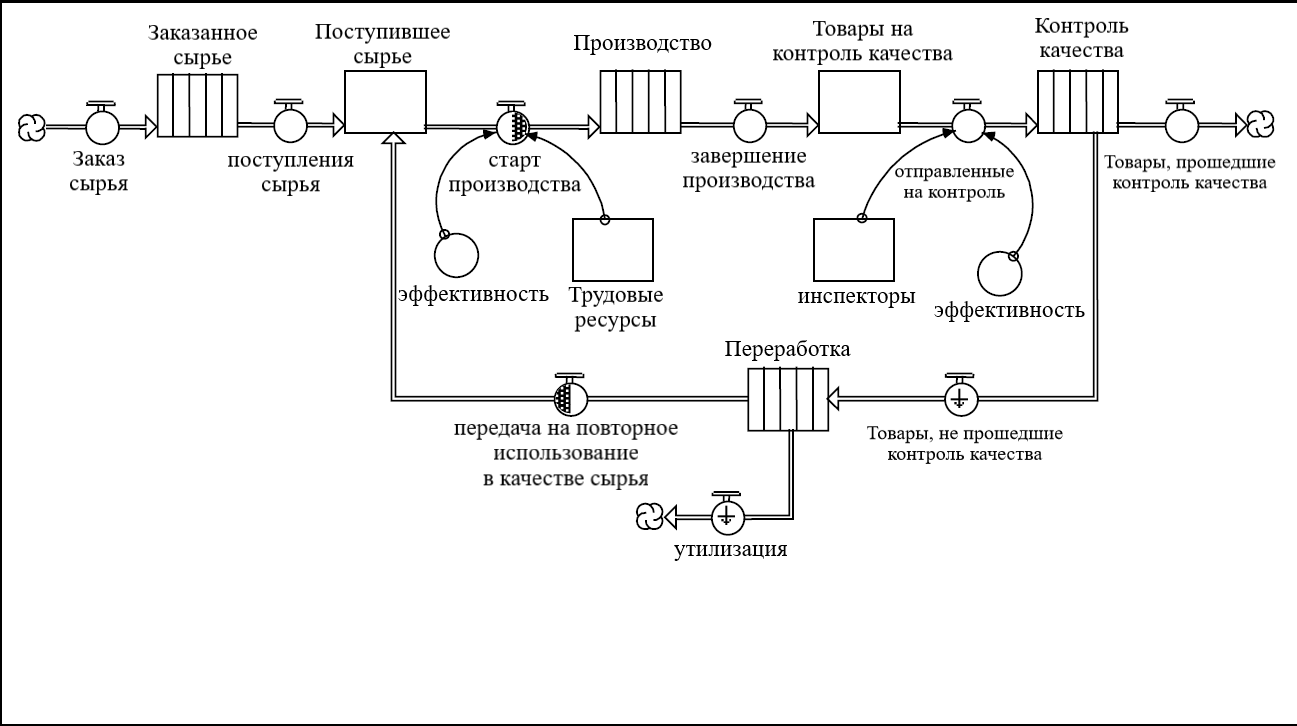 Заказанное
сырье
Поступившее
сырье
Производство
Товары на
контроль качества
Контроль
качества
Заказ
сырья
поступления
сырья
старт
производства
завершение
производства
отправленные
на контроль
Товары, прошедшие
контроль качества
эффективность
Трудовые
ресурсы
инспекторы
эффективность
Переработка
передача на повторное
использование
в качестве сырья
Товары, не прошедшие
контроль качества
утилизация